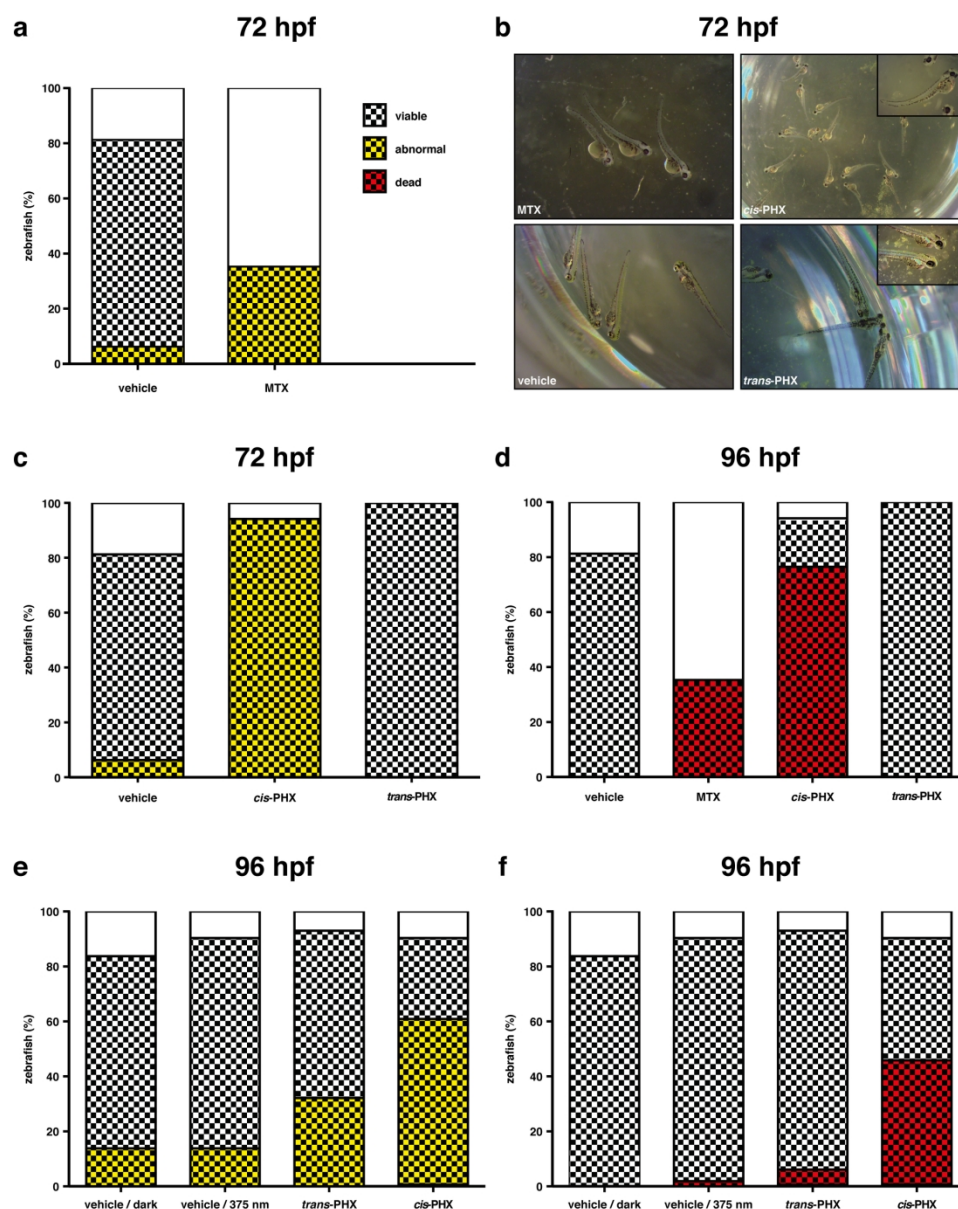 a
72 hpf
100
80
60
40
20
0
zebrafish (%)
viable
abnormal
dead
vehicle
MTX
b
72 hpf
MTX
cis-PHX
vehicle
trans-PHX
c
72 hpf
100
80
60
40
20
0
zebrafish (%)
vehicle
cis-PHX
trans-PHX
d
96 hpf
100
80
60
40
20
0
zebrafish (%)
vehicle
MTX
cis-PHX
trans-PHX
e
96 hpf
100
80
60
40
20
0
zebrafish (%)
vehicle / dark
vehicle / 375 nm
trans-PHX
cis-PHX
f
96 hpf
100
80
60
40
20
0
zebrafish (%)
vehicle / dark
vehicle / 375 nm
trans-PHX
cis-PHX